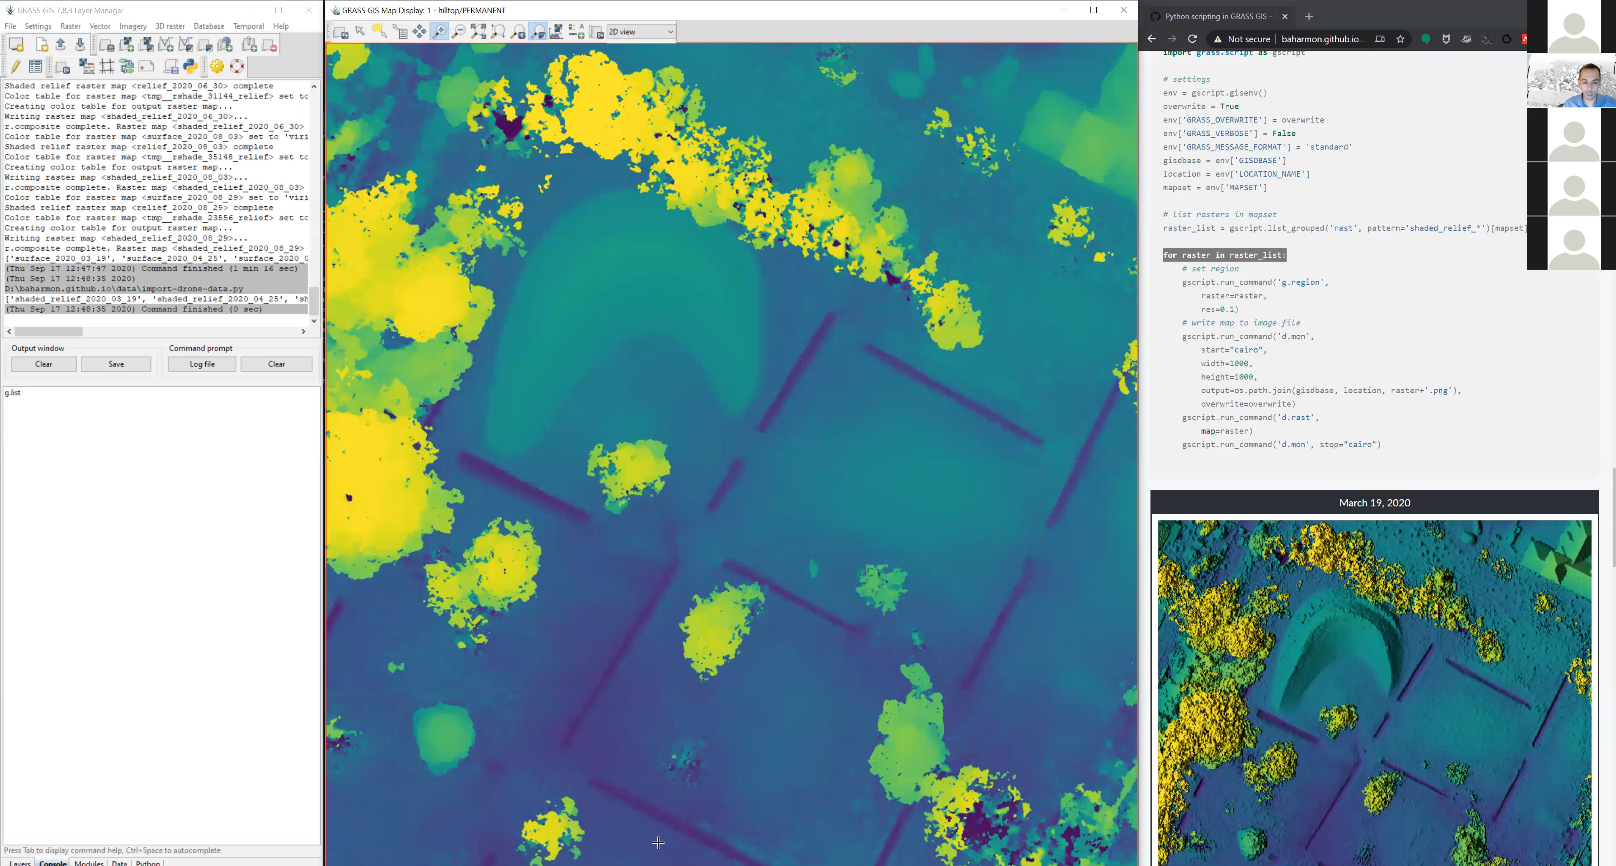 GRASS GIS 7.8.3 Layer Manager
File Settings Raster Vector Imagery 3D raster Database Temporal Help
Shaded relief raster map <shaded_relief_2020_06_30> complete
Color table for raster map <tmp__rshade_31144_relief> set to
Creating color table for output raster map...
Writing raster map <shaded_relief_2020_06_30>...
r.composite complete. Raster map <shaded_relief_2020_06_30>
Color table for raster map <surface_2020_08_03> set to 'viri
Shaded relief raster map <shaded_relief_2020_08_03> complete
Color table for raster map <tmp__rshade_35148_relief> set to
Creating color table for output raster map...
Writing raster map <shaded_relief_2020_08_03>...
r.composite complete. Raster map <shaded_relief_2020_08_03>
Color table for raster map <surface_2020_08_29> set to 'viri
Shaded relief raster map <shaded_relief_2020_08_29> complete
Color table for raster map <tmp__rshade_23556_relief> set to
Creating color table for output raster map...
Writing raster map <shaded_relief_2020_08_29>...
r.composite complete. Raster map <shaded_relief_2020_08_29>
['surface_2020_03_19', 'surface_2020_04_25', 'surface_2020_0
(Thu Sep 17 12:47:47 2020) Command finished (1 min 16 sec)
(Thu Sep 17 12:48:35 2020)
D:\baharmon.github.io\data\import-drone-data.py
['shaded_relief_2020_03_19', 'shaded_relief_2020_04_25', 'sh
(Thu Sep 17 12:48:35 2020) Command finished (0 sec)
Output window
Command prompt
Clear Save Log file Clear
g.list
Press Tab to display command help, Ctrl+Space to autocomplete
Layers Console Modules Data Python
GRASS GIS Map Display: 1 - hilltop/PERMANENT
2D view
Python scripting in GRASS GIS –
Not secure baharmon.github.io...
import grass.script as gscript
# settings
env = gscript.gisenv()
overwrite = True
env['GRASS_OVERWRITE'] = overwrite
env['GRASS_VERBOSE'] = False
env['GRASS_MESSAGE_FORMAT'] = 'standard'
gisdbase = env['GISDBASE']
location = env['LOCATION_NAME']
mapset = env['MAPSET']
# List rasters in mapset
raster_list = gscript.list_grouped('rast', pattern='shaded_relief_*')[mapset]
for raster in raster_list:
# set region
gscript.run_command('g.region',
raster=raster,
res=0.1)
# write map to image file
gscript.run_command('d.mon',
start="cairo",
width=1000,
height=1000,
output=os.path.join(gisdbase, location, raster+'.png'),
overwrite=overwrite)
gscript.run_command('d.rast',
map=raster)
gscript.run_command('d.mon', stop="cairo")
March 19, 2020